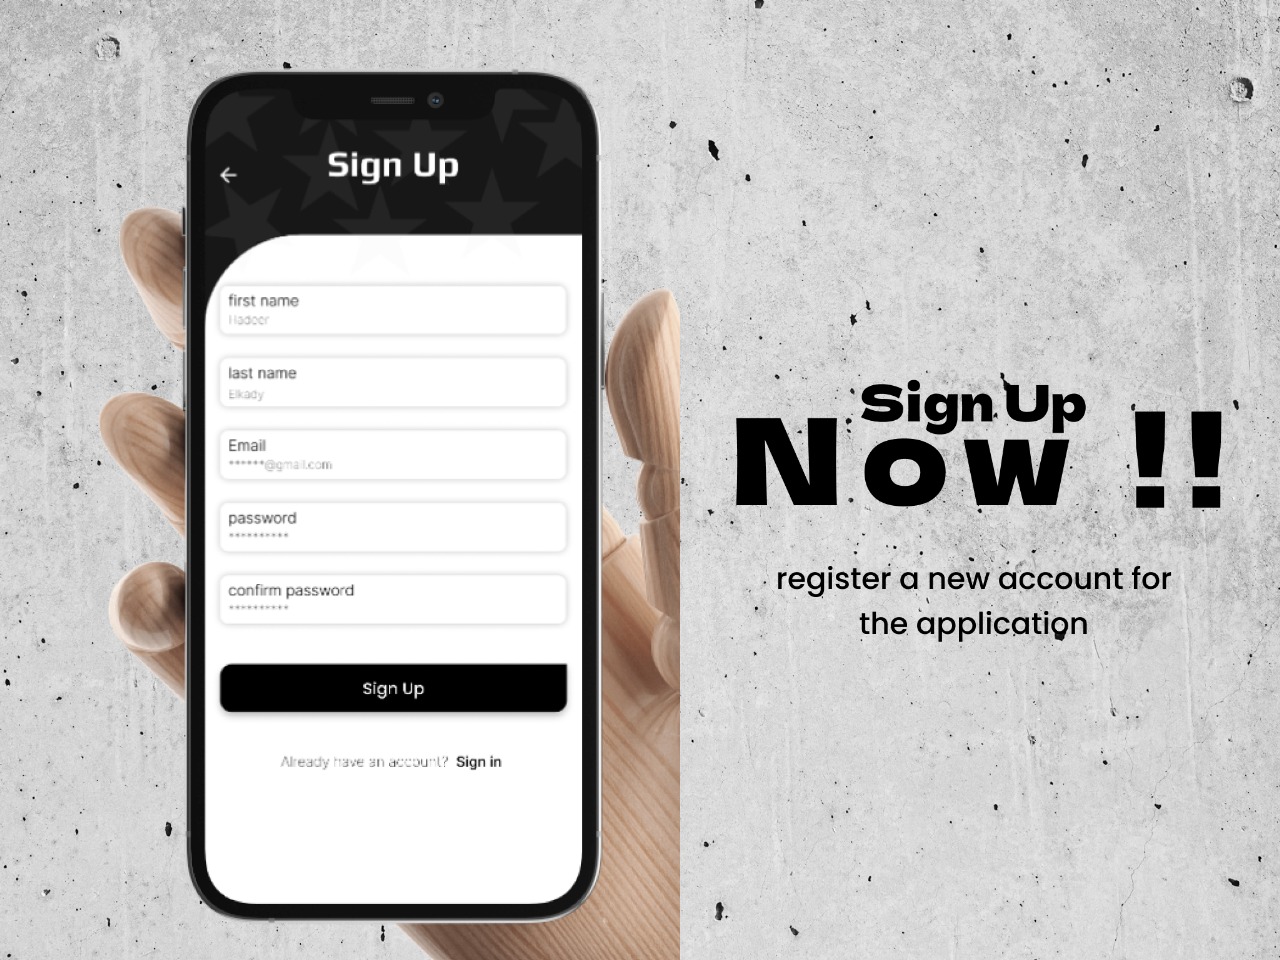 Sign Up
first name
Hadeer
last name
Elkady
Email
******@gmail.com
password
**********
confirm password
**********
Sign Up
Already have an account? Sign in
Sign Up
Now !!
register a new account for
the application